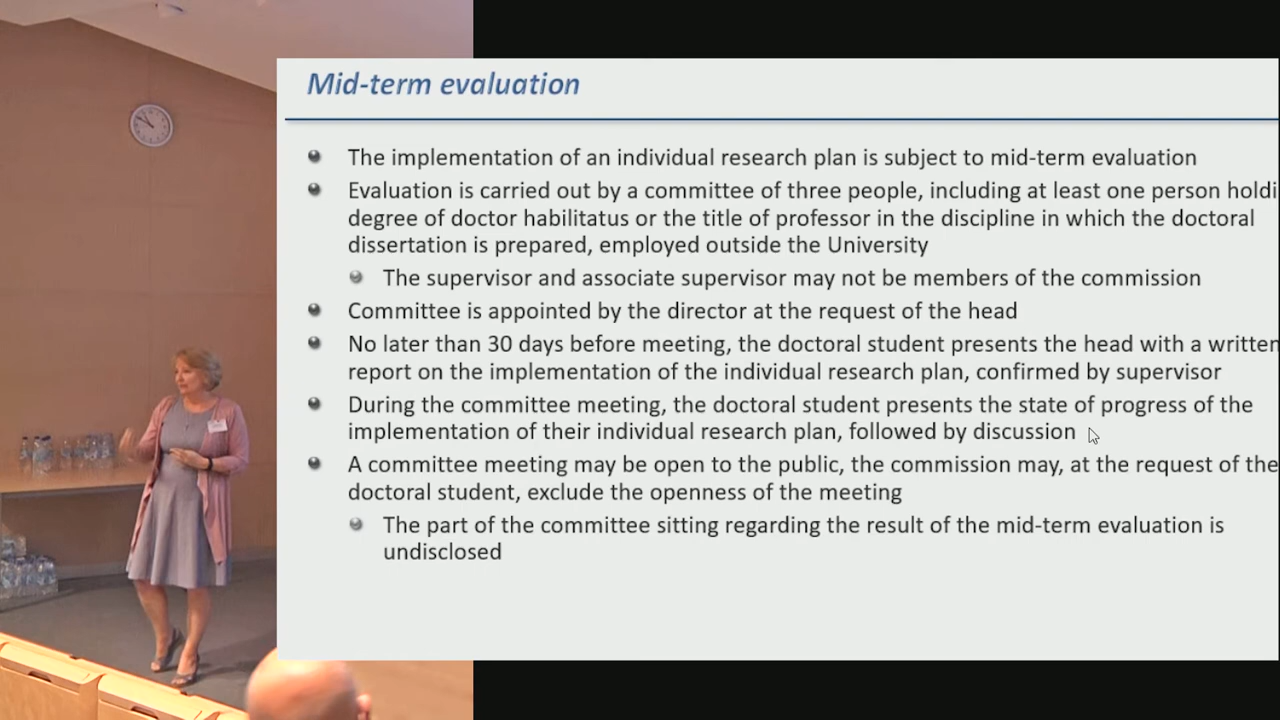 Mid-term evaluation
The implementation of an individual research plan is subject to mid-term evaluation
Evaluation is carried out by a committee of three people, including at least one person holdi
degree of doctor habilitatus or the title of professor in the discipline in which the doctoral
dissertation is prepared, employed outside the University
The supervisor and associate supervisor may not be members of the commission
Committee is appointed by the director at the request of the head
No later than 30 days before meeting, the doctoral student presents the head with a written
report on the implementation of the individual research plan, confirmed by supervisor
During the committee meeting, the doctoral student presents the state of progress of the
implementation of their individual research plan, followed by discussion
A committee meeting may be open to the public, the commission may, at the request of the
doctoral student, exclude the openness of the meeting
The part of the committee sitting regarding the result of the mid-term evaluation is
undisclosed